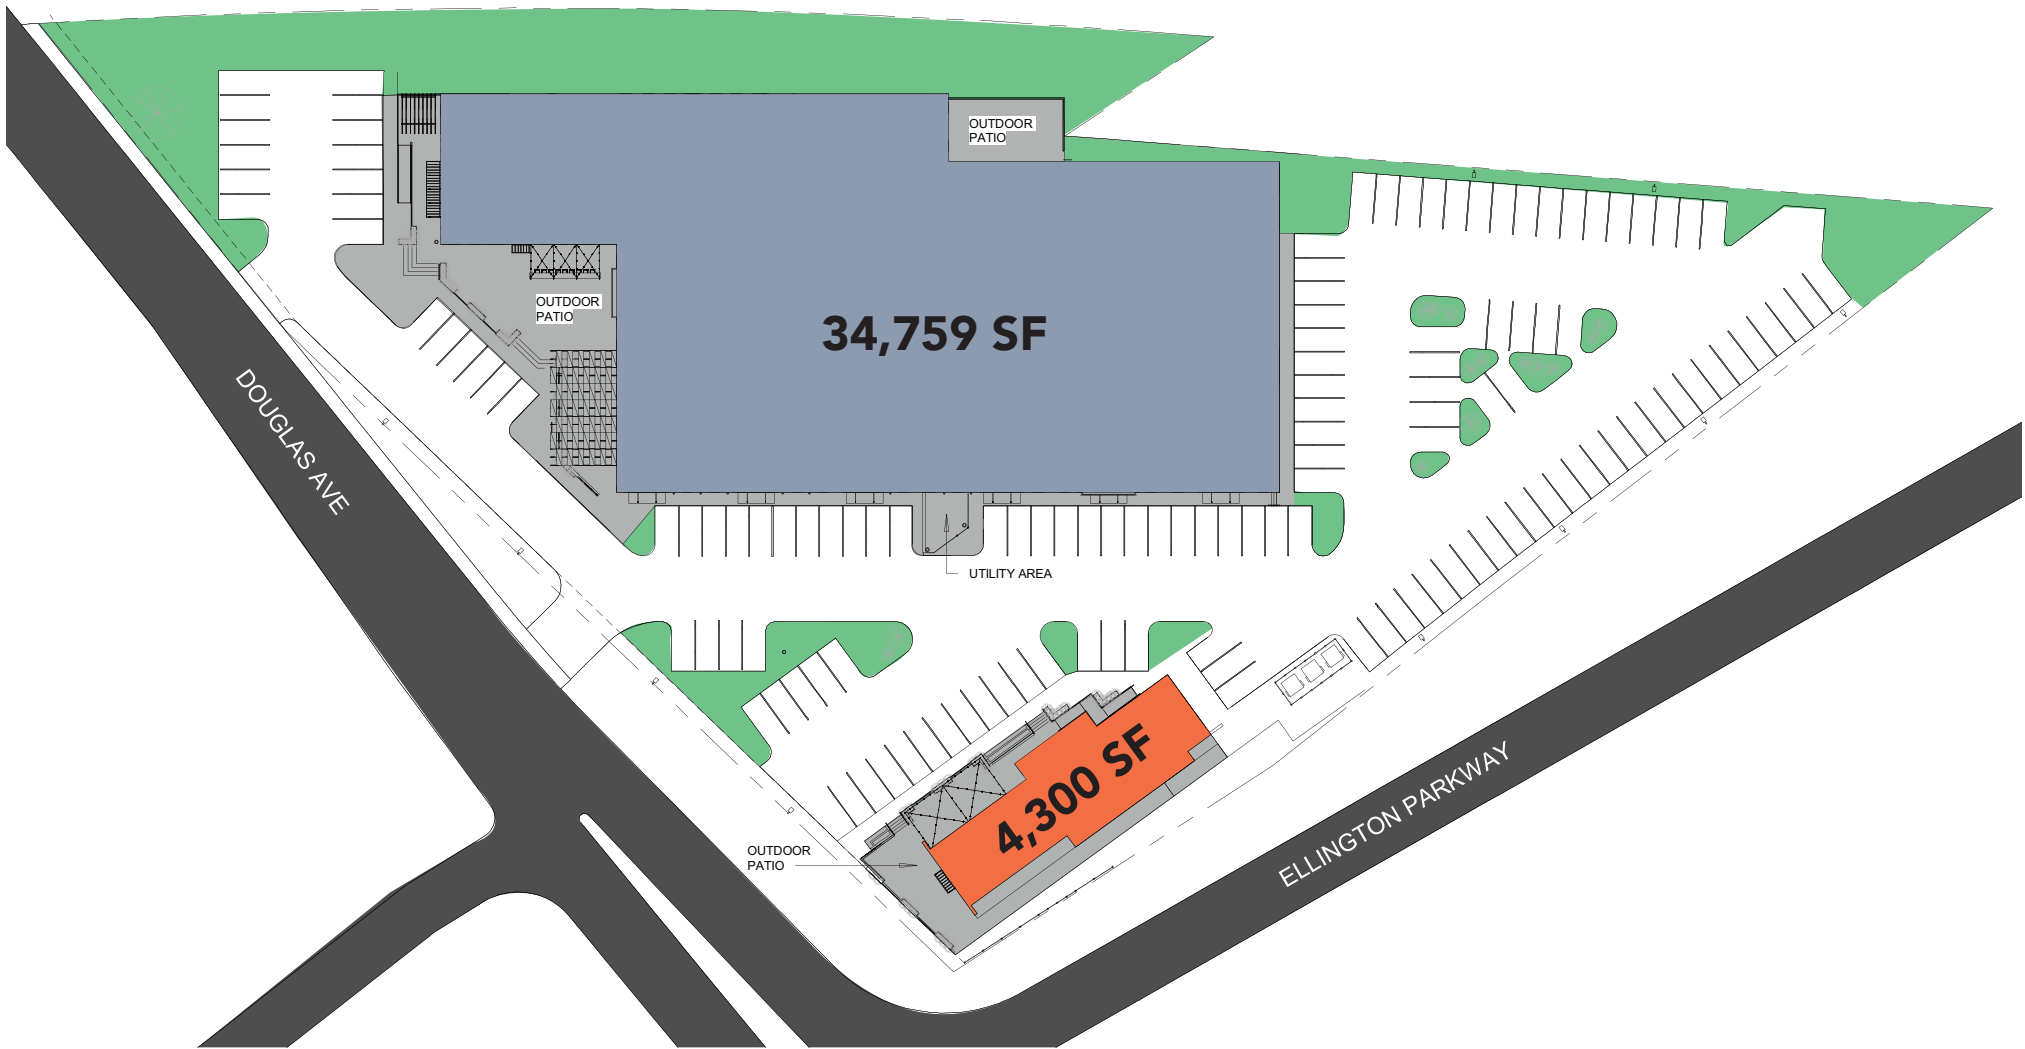 OUTDOOR
PATIO
OUTDOOR
PATIO
34,759 SF
DOUGLAS AVE
UTILITY AREA
4,300 SF
OUTDOOR
PATIO
ELLINGTON PARKWAY